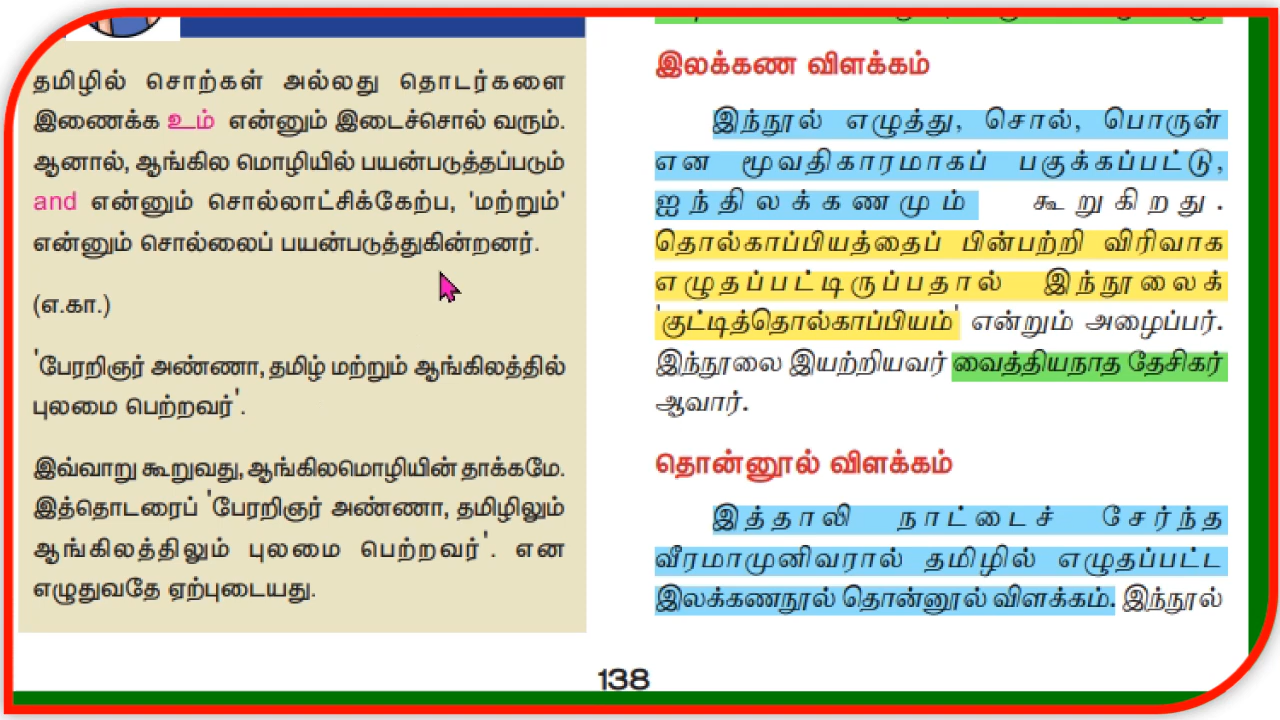 தமிழில் சொற்கள் அல்லது தொடர்களை
இணைக்க உம் என்னும் இடைச்சொல் வரும்.
ஆனால், ஆங்கில மொழியில் பயன்படுத்தப்படும்
and என்னும் சொல்லாட்சிக்கேற்ப, 'மற்றும்'
என்னும் சொல்லைப் பயன்படுத்துகின்றனர்.
(எ.கா.)
'பேரறிஞர் அண்ணா, தமிழ் மற்றும் ஆங்கிலத்தில்
புலமை பெற்றவர்'.
இவ்வாறு கூறுவது, ஆங்கிலமொழியின் தாக்கமே.
இத்தொடரைப் 'பேரறிஞர் அண்ணா, தமிழிலும்
ஆங்கிலத்திலும் புலமை பெற்றவர்'. என
எழுதுவதே ஏற்புடையது.
இலக்கண விளக்கம்
இந்நூல் எழுத்து, சொல், பொருள்
என மூவதிகாரமாகப் பகுக்கப்பட்டு,
ஐந்திலக்கணமும் கூறுகிறது.
தொல்காப்பியத்தைப் பின்பற்றி விரிவாக
எழுதப்பட்டிருப்பதால் இந்நூலைக்
'குட்டித்தொல்காப்பியம்' என்றும் அழைப்பர்.
இந்நூலை இயற்றியவர் வைத்தியநாத தேசிகர்
ஆவார்.
தொன்னூல் விளக்கம்
இத்தாலி நாட்டைச் சேர்ந்த
வீரமாமுனிவரால் தமிழில் எழுதப்பட்ட
இலக்கணநூல் தொன்னூல் விளக்கம். இந்நூல்
138